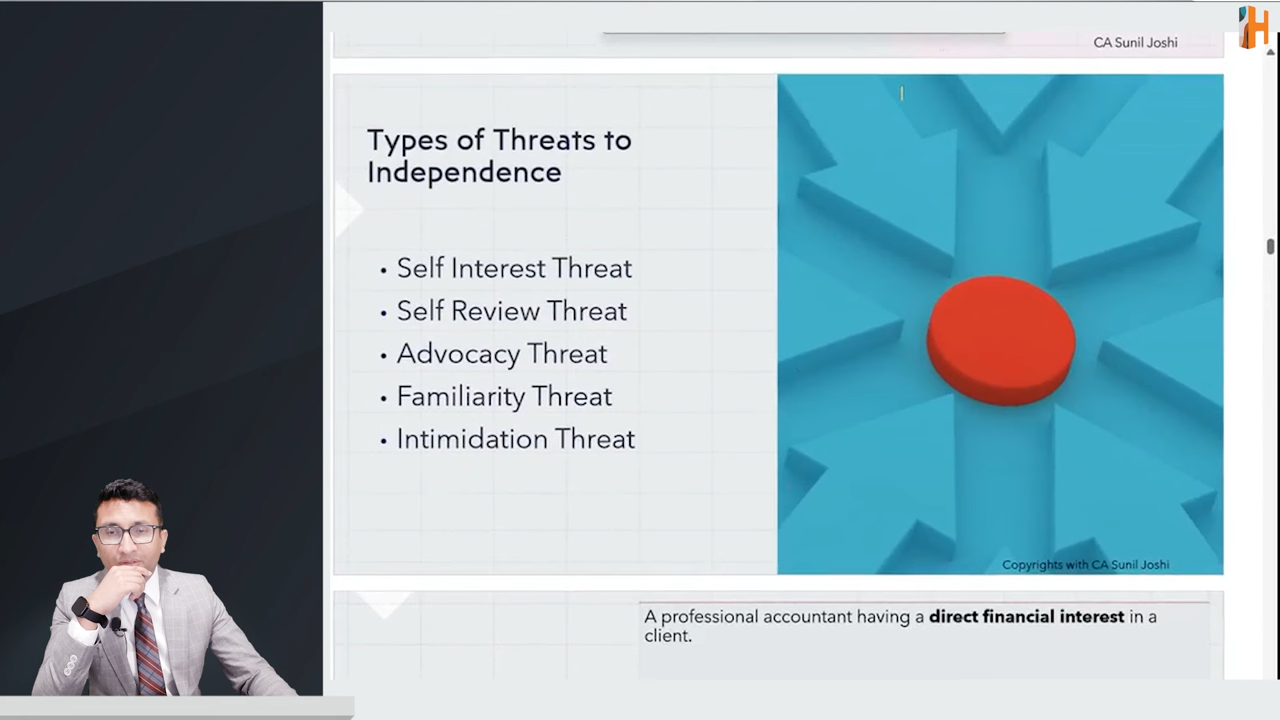 CA Sunil Joshi
Types of Threats to
Independence
• Self Interest Threat
• Self Review Threat
• Advocacy Threat
• Familiarity Threat
• Intimidation Threat
Copyrights with CA Sunil Joshi
A professional accountant having a direct financial interest in a
client.